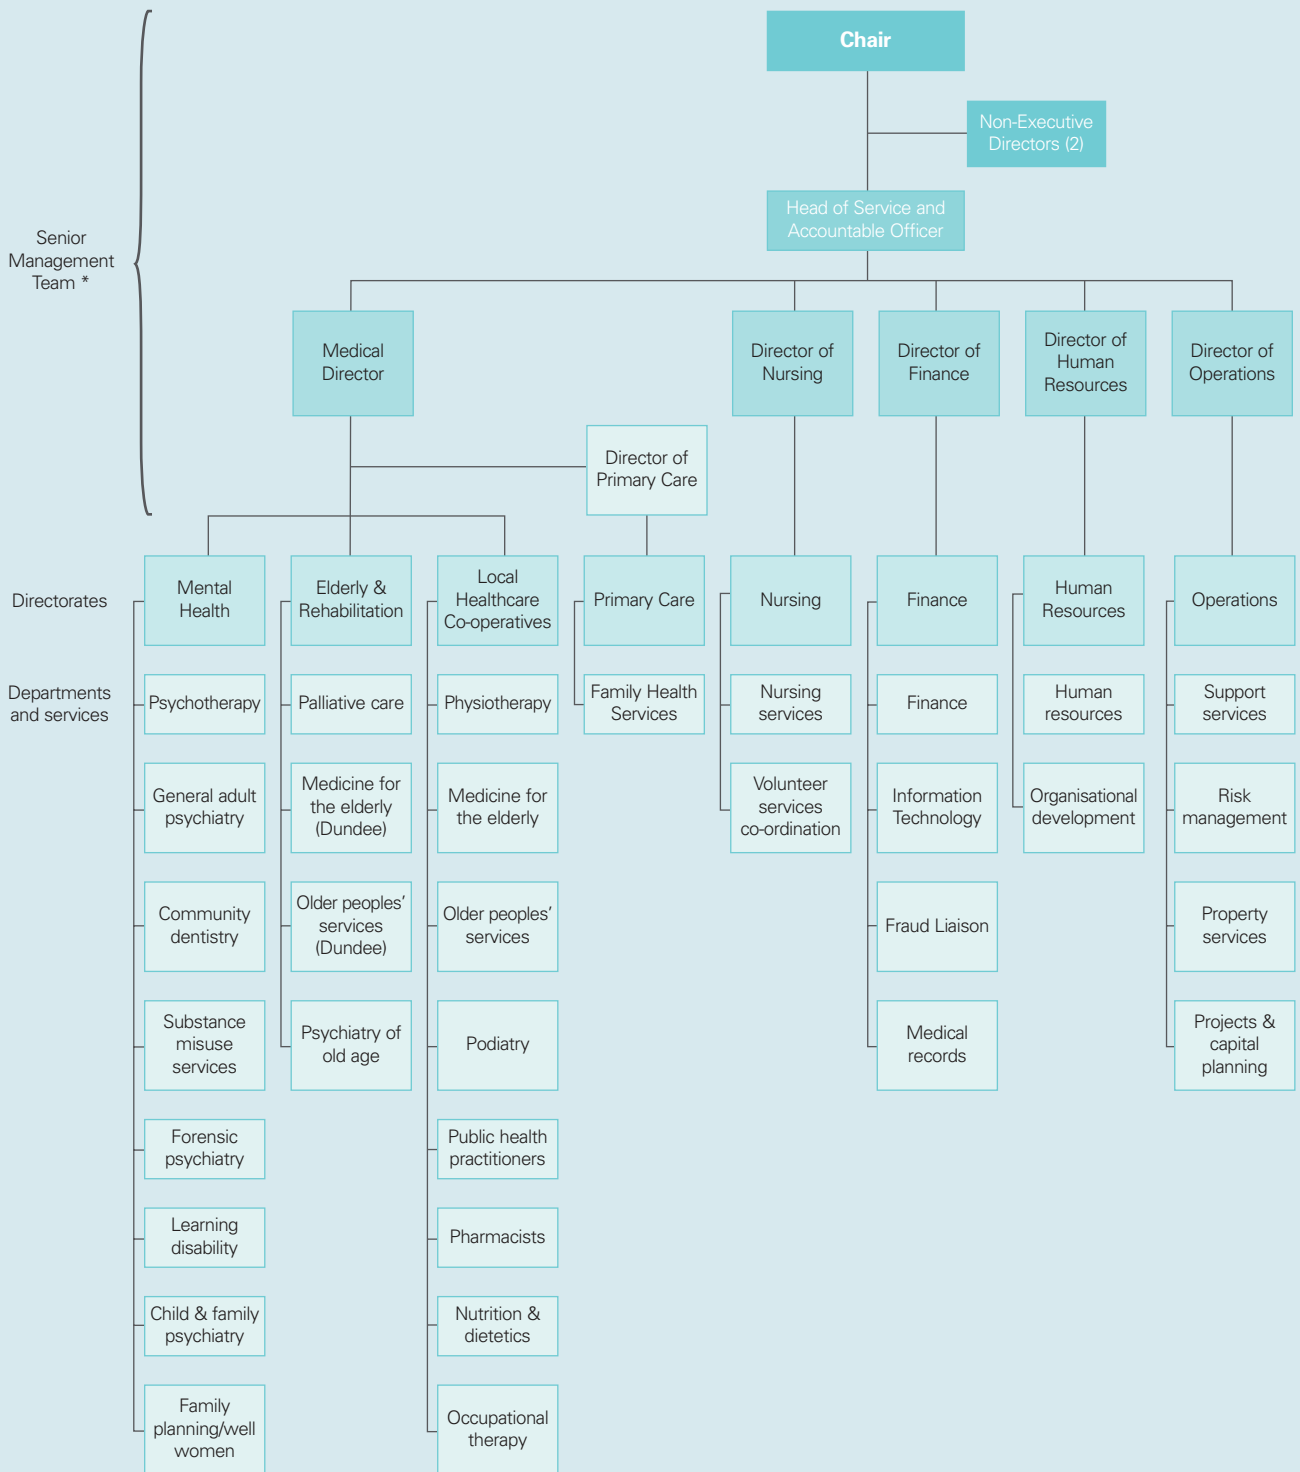 Chair
Non-Executive
Directors (2)
Head of Service and
Accountable Officer
Senior
Management
Team *
Medical
Director
Director of
Nursing
Director of
Finance
Director of
Human
Resources
Director of
Operations
Director of
Primary Care
Directorates
Mental
Health
Elderly &
Rehabilitation
Local
Healthcare
Co-operatives
Primary Care
Nursing
Finance
Human
Resources
Operations
Departments
and services
Psychotherapy
Palliative care
Physiotherapy
Family Health
Services
Nursing
services
Finance
Human
resources
Support
services
General adult
psychiatry
Medicine for
the elderly
(Dundee)
Medicine for
the elderly
Volunteer
services
co-ordination
Information
Technology
Organisational
development
Risk
management
Community
dentistry
Older peoples’
services
(Dundee)
Older peoples’
services
Fraud Liaison
Property
services
Substance
misuse
services
Psychiatry of
old age
Podiatry
Medical
records
Projects &
capital
planning
Forensic
psychiatry
Public health
practitioners
Learning
disability
Pharmacists
Child & family
psychiatry
Nutrition &
dietetics
Family
planning/well
women
Occupational
therapy